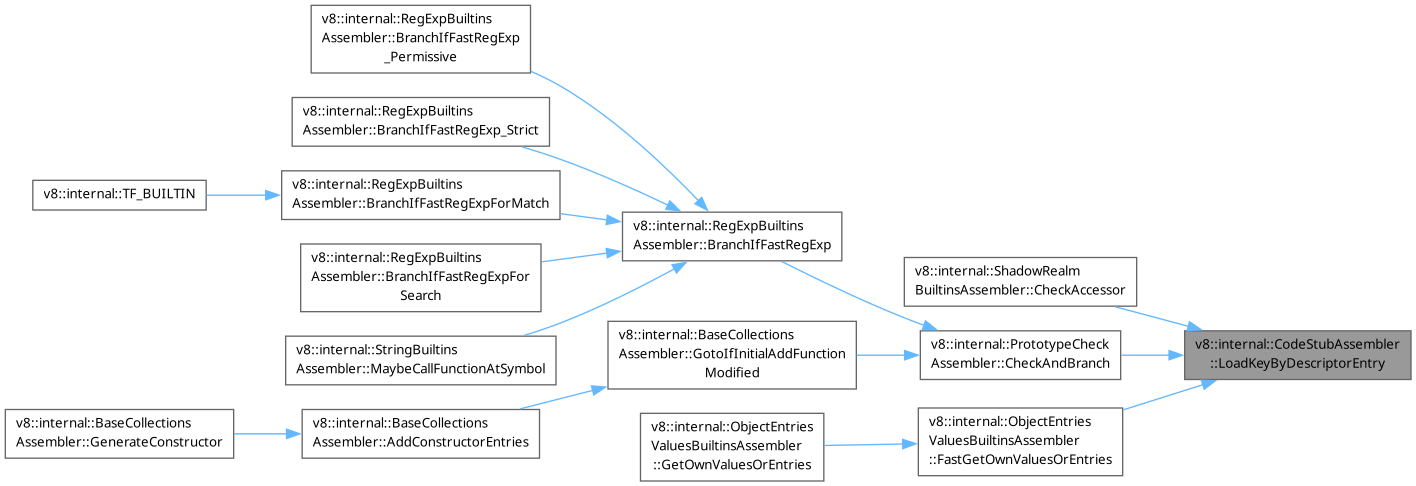 v8::internal::RegExpBuiltins
Assembler::BranchIfFastRegExp
_Permissive
v8::internal::RegExpBuiltins
Assembler::BranchIfFastRegExp_Strict
v8::internal::TF_BUILTIN
v8::internal::RegExpBuiltins
Assembler::BranchIfFastRegExpForMatch
v8::internal::RegExpBuiltins
Assembler::BranchIfFastRegExp
v8::internal::RegExpBuiltins
Assembler::BranchIfFastRegExpFor
Search
v8::internal::ShadowRealm
BuiltinsAssembler::CheckAccessor
v8::internal::StringBuiltins
Assembler::MaybeCallFunctionAtSymbol
v8::internal::BaseCollections
Assembler::GotoIfInitialAddFunction
Modified
v8::internal::PrototypeCheck
Assembler::CheckAndBranch
v8::internal::CodeStubAssembler
::LoadKeyByDescriptorEntry
v8::internal::BaseCollections
Assembler::GenerateConstructor
v8::internal::BaseCollections
Assembler::AddConstructorEntries
v8::internal::ObjectEntries
ValuesBuiltinsAssembler
::GetOwnValuesOrEntries
v8::internal::ObjectEntries
ValuesBuiltinsAssembler
::FastGetOwnValuesOrEntries